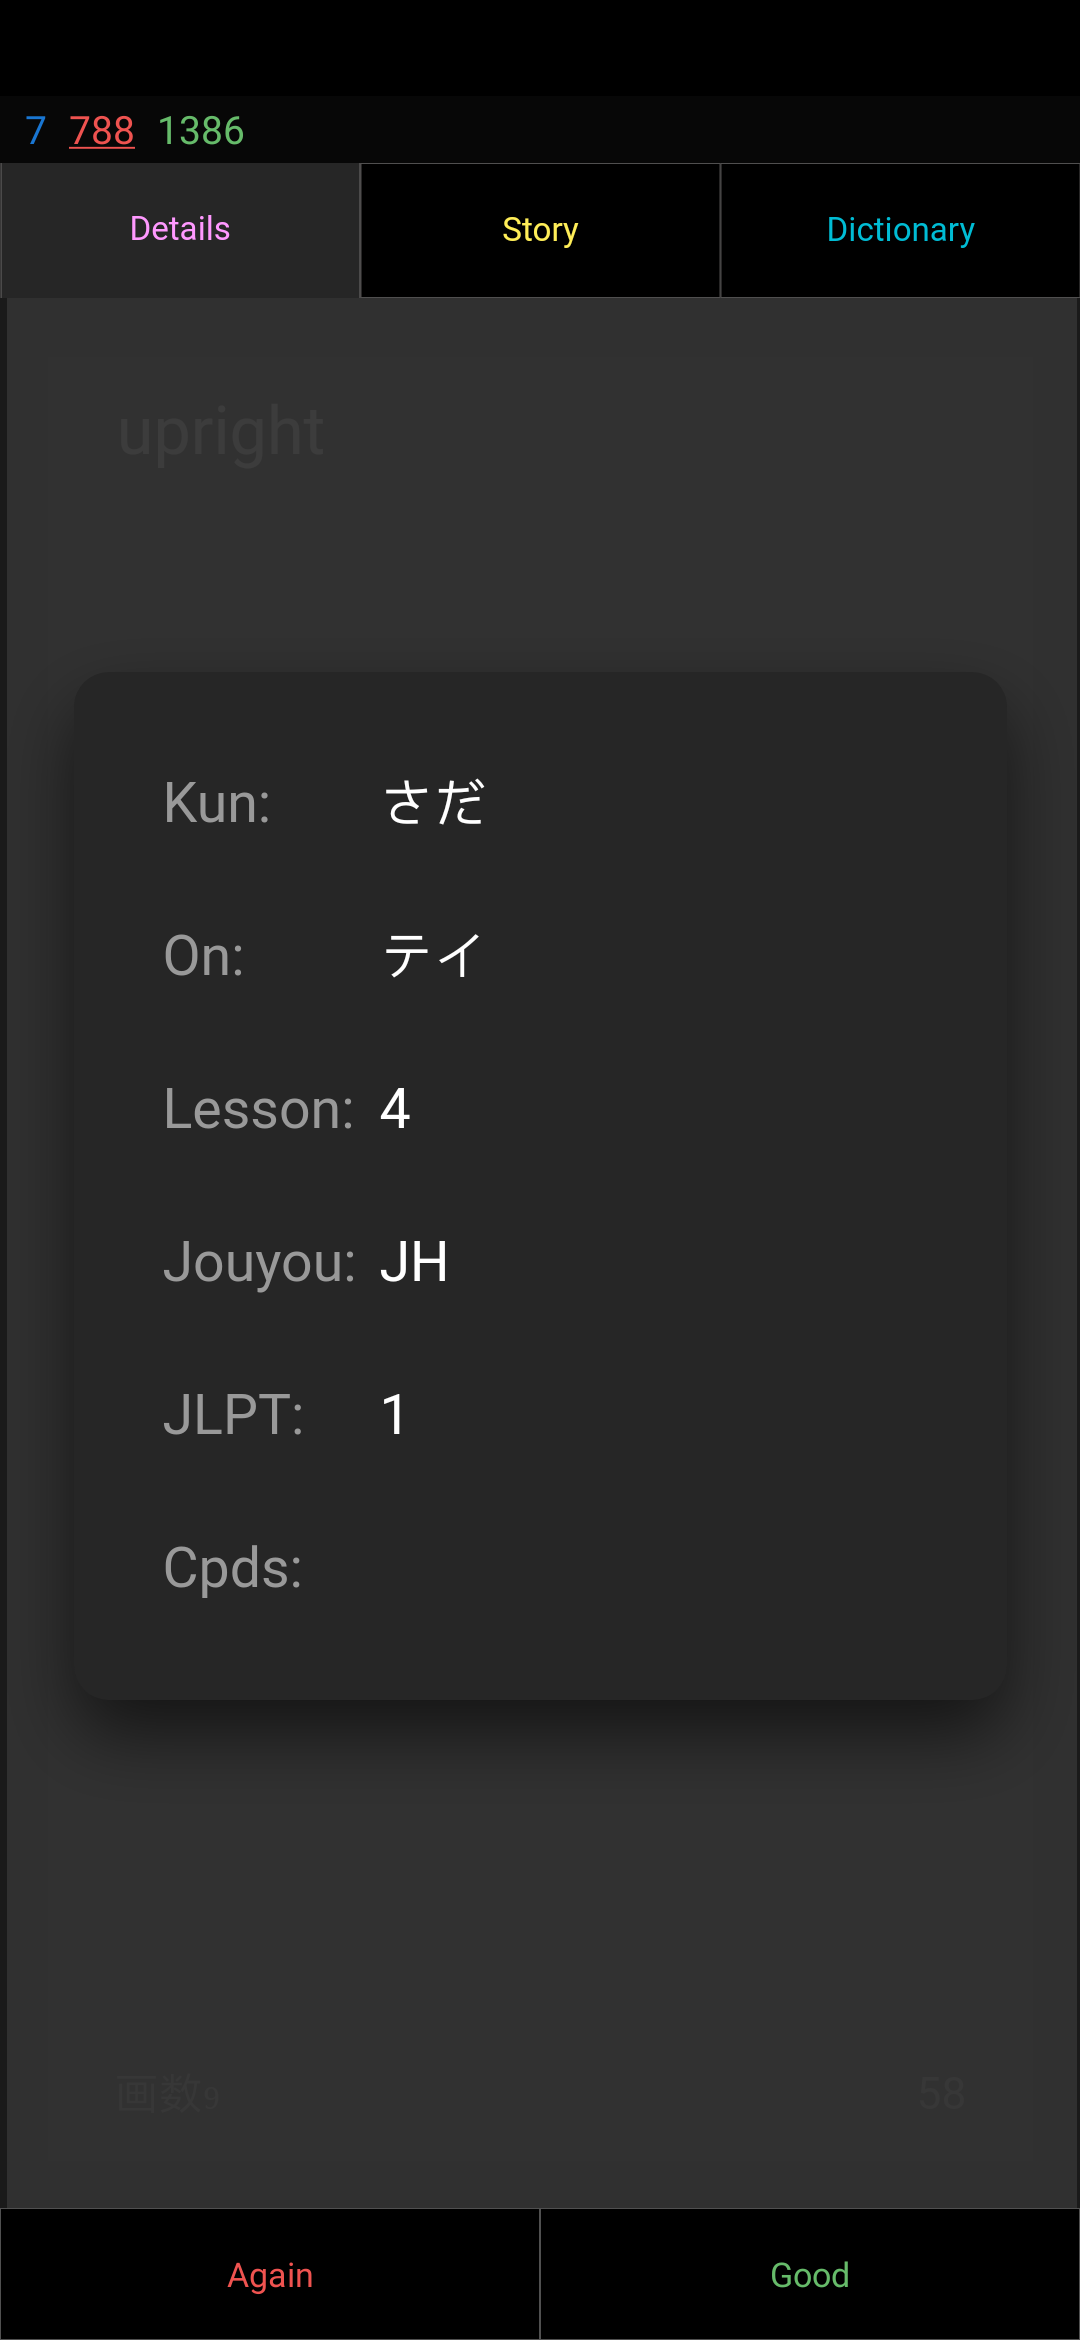 7 788 1386
Details Story Dictionary
upright
Kun: さだ
On: テイ
Lesson: 4
Jouyou: JH
JLPT: 1
Cpds:
画数9 58
Again Good